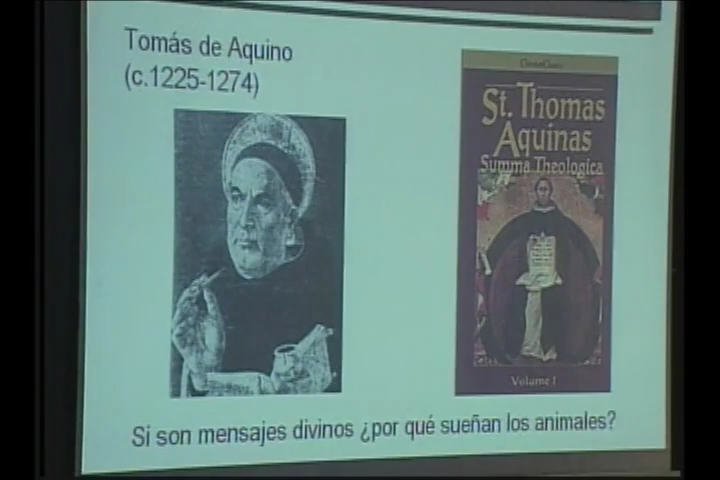 Tomás de Aquino
(c.1225-1274)
St. Thomas
Aquinas
Summa Theologica
Volume I
Si son mensajes divinos ¿por qué sueñan los animales?